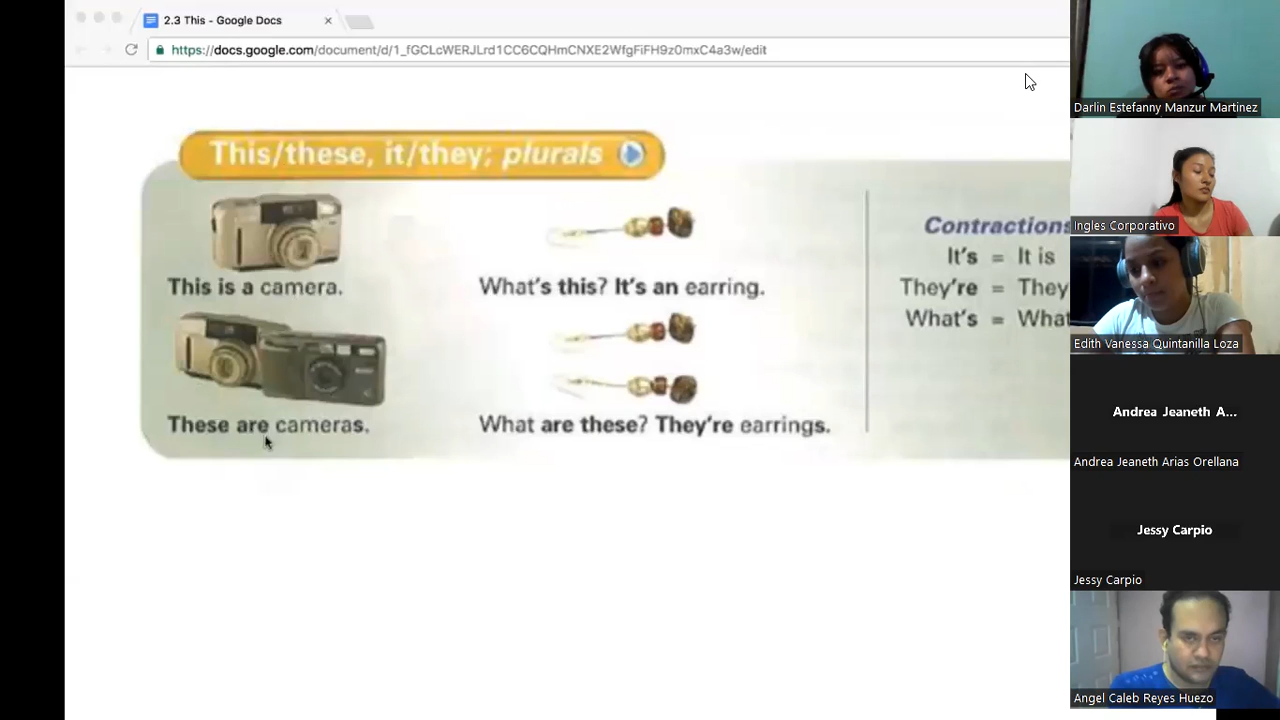 2.3 This - Google Docs
https://docs.google.com/document/d/1_fGCLcWERJLrd1CC6CQHmCNXE2WfgFiFH9z0mxC4a3w/edit
This/these, it/they; plurals
This is a camera.
What's this? It's an earring.
These are cameras.
What are these? They're earrings.
Contractions
It's = It is
They're = They
What's = What
Darlin Estefanny Manzur Martinez
Ingles Corporativo
Edith Vanessa Quintanilla Loza
Andrea Jeaneth A...
Andrea Jeaneth Arias Orellana
Jessy Carpio
Jessy Carpio
Angel Caleb Reyes Huezo